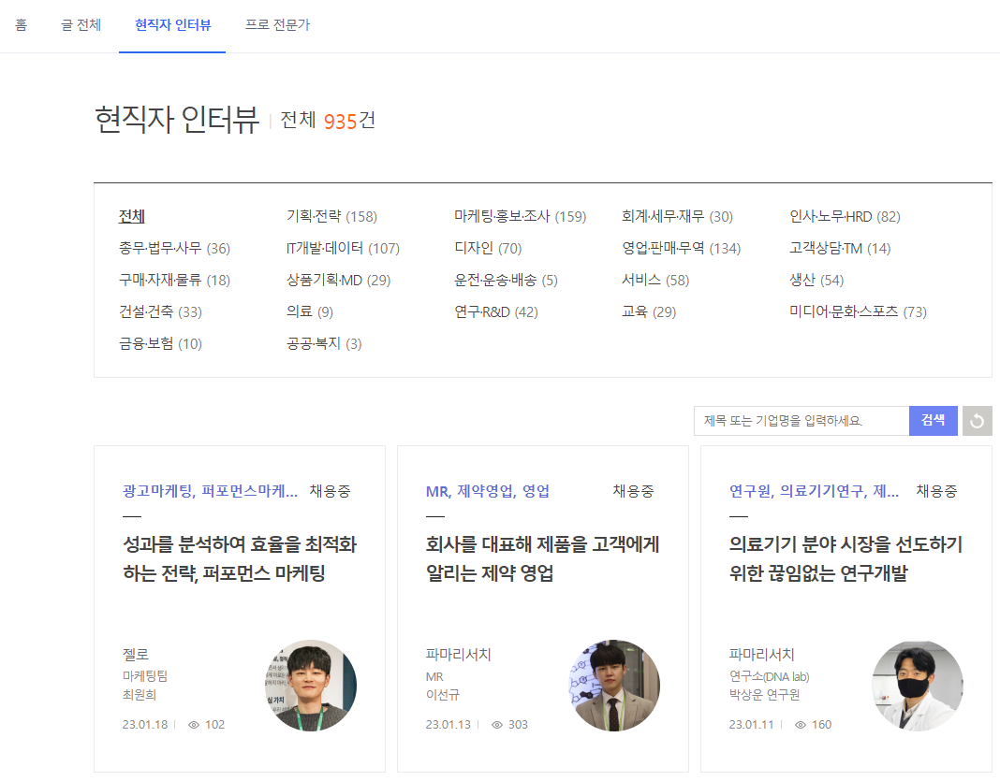 홈 글 전체 현직자 인터뷰 프로 전문가
현직자 인터뷰 | 전체 935건
전체 기획·전략 (158) 마케팅·홍보·조사 (159) 회계·세무·재무 (30) 인사·노무·HRD (82)
총무·법무·사무 (36) IT개발·데이터 (107) 디자인 (70) 영업·판매·무역 (134) 고객상담·TM (14)
구매·자재·물류 (18) 상품기획·MD (29) 운전·운송·배송 (5) 서비스 (58) 생산 (54)
건설·건축 (33) 의료 (9) 연구·R&D (42) 교육 (29) 미디어·문화·스포츠 (73)
금융·보험 (10) 공공·복지 (3)
제목 또는 기업명을 입력하세요. 검색
광고마케팅, 퍼포먼스마케... 채용중
성과를 분석하여 효율을 최적화
하는 전략, 퍼포먼스 마케팅
젤로
마케팅팀
최원희
23.01.18 | 102
MR, 제약영업, 영업 채용중
회사를 대표해 제품을 고객에게
알리는 제약 영업
파마리서치
MR
이선규
23.01.13 | 303
연구원, 의료기기연구, 제... 채용중
의료기기 분야 시장을 선도하기
위한 끊임없는 연구개발
파마리서치
연구소(DNA lab)
박상운 연구원
23.01.11 | 160